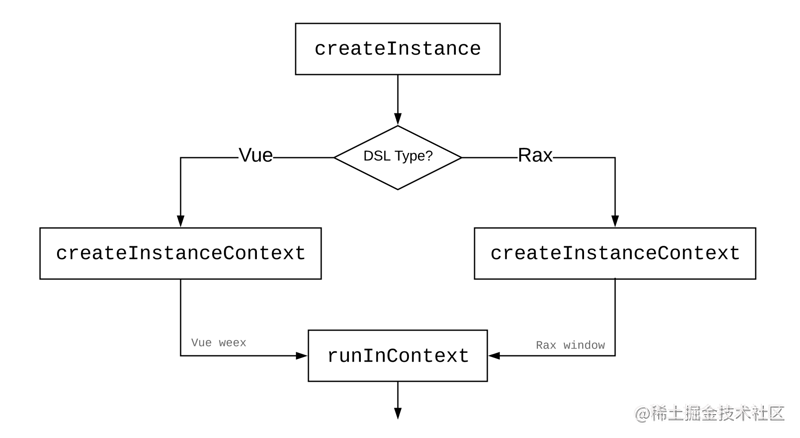 createInstance
DSL Type?
Vue
Rax
createInstanceContext
createInstanceContext
Vue weex
Rax window
runInContext
@稀土掘金技术社区